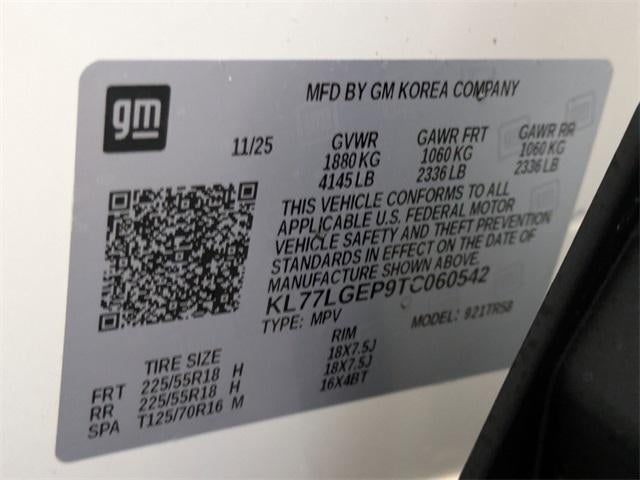 MFD BY GM KOREA COMPANY
gm
11/25
GVWR GAWR FRT GAWR RR
1880 KG 1060 KG 1060 KG
4145 LB 2336 LB 2336 LB
THIS VEHICLE CONFORMS TO ALL
APPLICABLE U.S. FEDERAL MOTOR
VEHICLE SAFETY AND THEFT PREVENTION
STANDARDS IN EFFECT ON THE DATE OF
MANUFACTURE SHOWN ABOVE.
KL77LGEP9TC060542
TYPE: MPV MODEL: 921TR58
TIRE SIZE RIM
FRT 225/55R18 H 18X7.5J
RR 225/55R18 H 18X7.5J
SPA T125/70R16 M 16X4BT